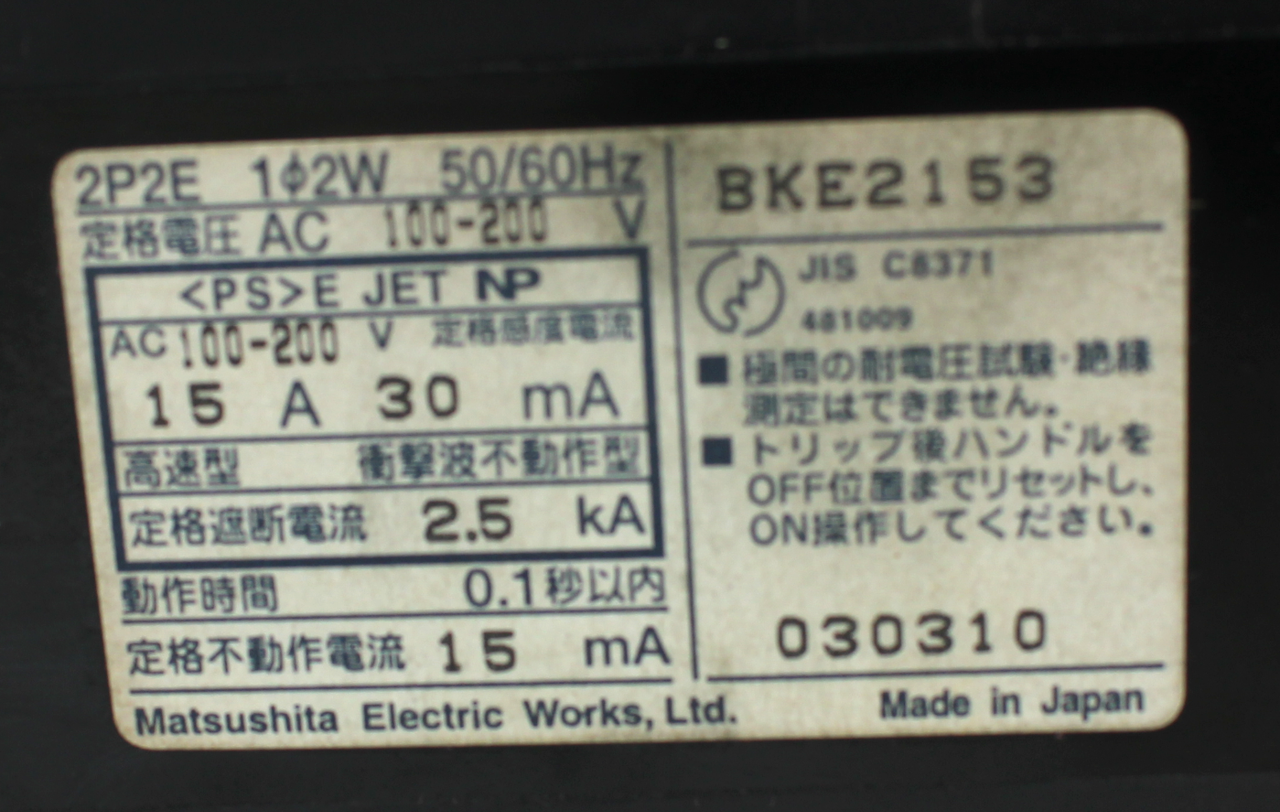 2P2E 1φ2W 50/60Hz
定格電圧 AC 100-200 V
<PS>E JET NP
AC 100-200 V 定格感度電流
15 A 30 mA
高速型 衝撃波不動作型
定格遮断電流 2.5 kA
動作時間 0.1秒以内
定格不動作電流 15 mA
Matsushita Electric Works, Ltd.
BKE2153
JIS C8371
481009
■ 極間の耐電圧試験・絶縁
測定はできません。
■ トリップ後ハンドルを
OFF位置までリセットし、
ON操作してください。
030310
Made in Japan